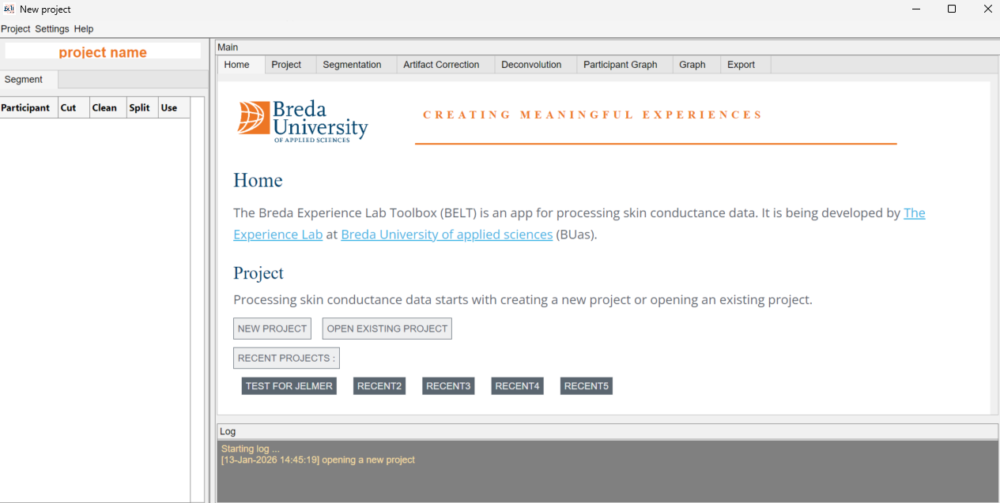 New project
Project Settings Help
project name
Segment
Participant Cut Clean Split Use
Main
Home Project Segmentation Artifact Correction Deconvolution Participant Graph Graph Export
Breda
University
OF APPLIED SCIENCES
CREATING MEANINGFUL EXPERIENCES
Home
The Breda Experience Lab Toolbox (BELT) is an app for processing skin conductance data. It is being developed by The
Experience Lab at Breda University of applied sciences (BUas).
Project
Processing skin conductance data starts with creating a new project or opening an existing project.
NEW PROJECT OPEN EXISTING PROJECT
RECENT PROJECTS :
TEST FOR JELMER RECENT2 RECENT3 RECENT4 RECENT5
Log
Starting log ...
[13-Jan-2026 14:45:19] opening a new project